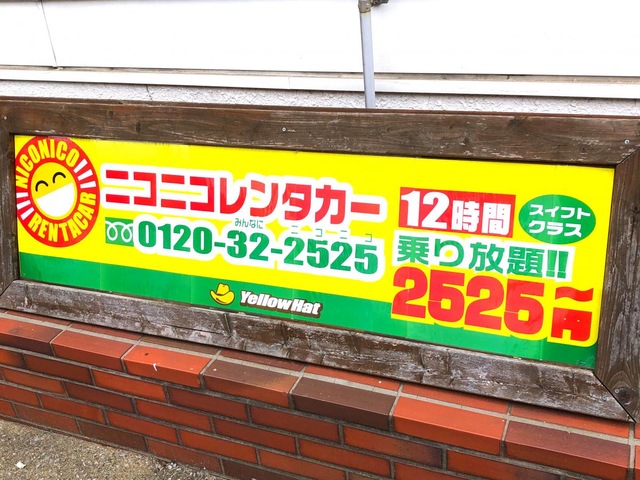 NICONICO
RENTACAR
ニコニコレンタカー
みんなに ニコニコ
0120-32-2525
YellowHat
12時間
スイフト
クラス
乗り放題!!
2525円～